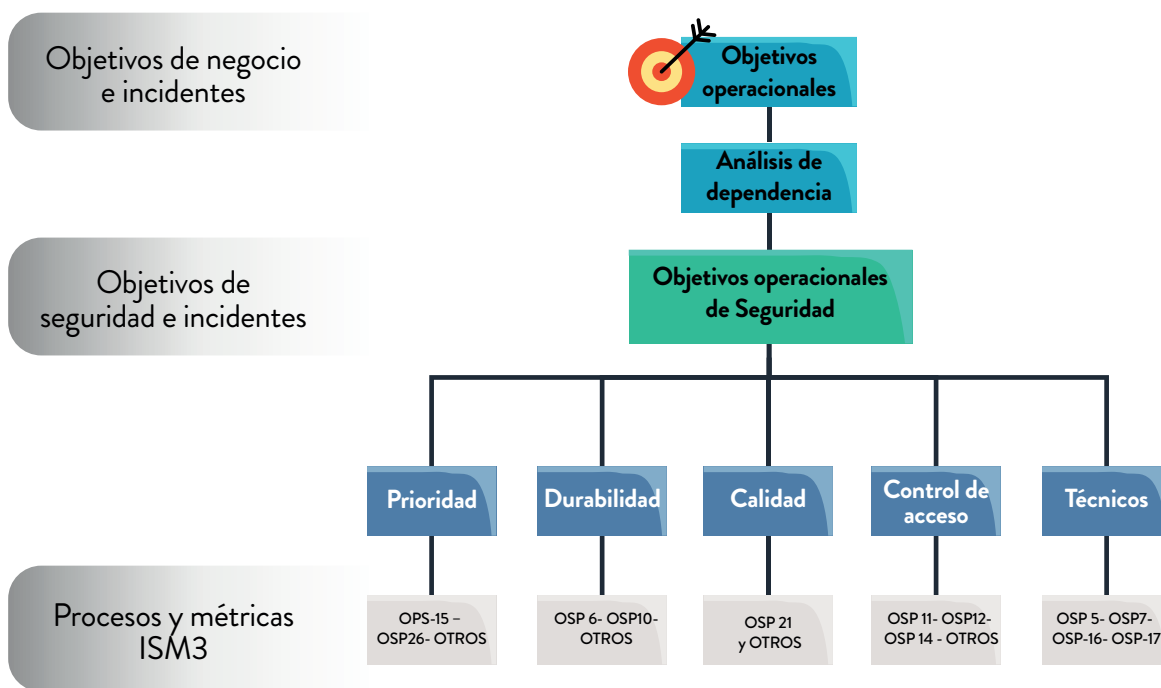 Objetivos de negocio
e incidentes
Objetivos
operacionales
Análisis de
dependencia
Objetivos de
seguridad e incidentes
Objetivos operacionales
de Seguridad
Prioridad
Durabilidad
Calidad
Control de
acceso
Técnicos
Procesos y métricas
ISM3
OPS-15 –
OSP26- OTROS
OSP 6- OSP10-
OTROS
OSP 21
y OTROS
OSP 11- OSP12-
OSP 14 - OTROS
OSP 5- OSP7-
OSP-16- OSP-17